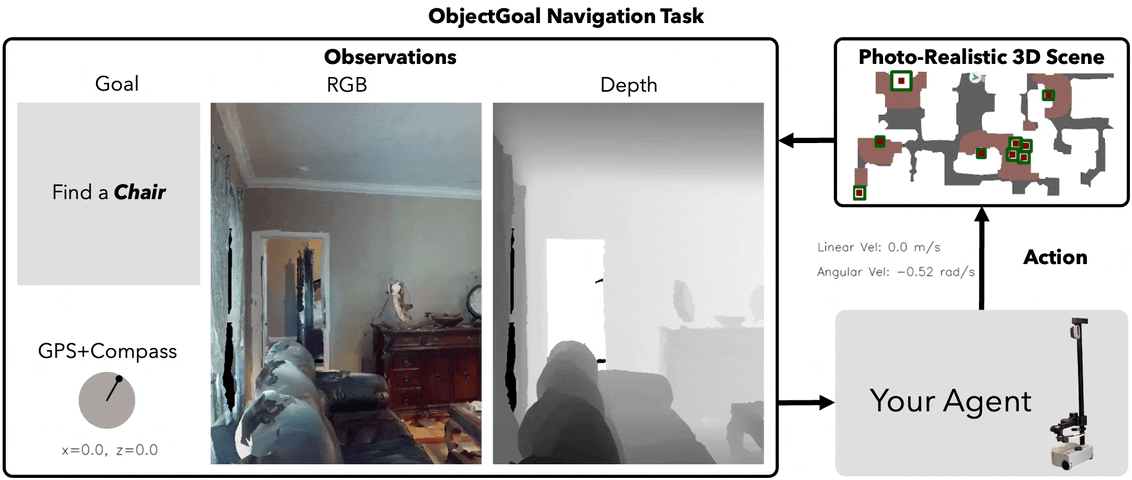 ObjectGoal Navigation Task
Observations
Goal
RGB
Depth
Find a Chair
GPS+Compass
x=0.0, z=0.0
Photo-Realistic 3D Scene
Linear Vel: 0.0 m/s
Angular Vel: −0.52 rad/s
Action
Your Agent